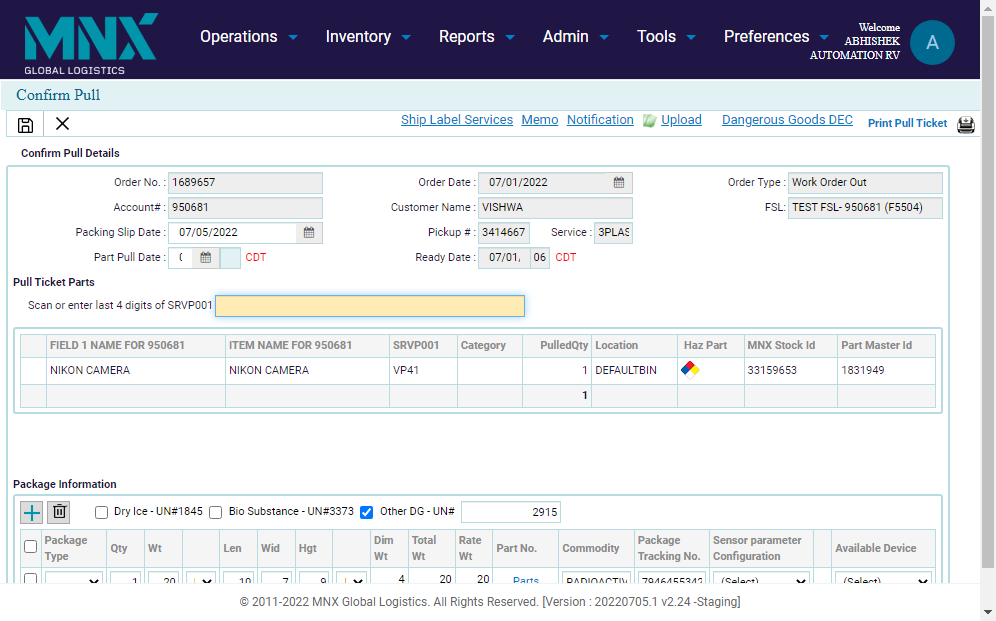 MNX
GLOBAL LOGISTICS
Operations Inventory Reports Admin Tools Preferences
Welcome
ABHISHEK
AUTOMATION RV
A
Confirm Pull
Ship Label Services Memo Notification Upload Dangerous Goods DEC Print Pull Ticket
Confirm Pull Details
Order No. : 1689657 Order Date : 07/01/2022 Order Type : Work Order Out
Account# : 950681 Customer Name : VISHWA FSL: TEST FSL- 950681 (F5504)
Packing Slip Date : 07/05/2022 Pickup # : 3414667 Service : 3PLAS
Part Pull Date : CDT Ready Date : 07/01, 06 CDT
Pull Ticket Parts
Scan or enter last 4 digits of SRVP001
FIELD 1 NAME FOR 950681 ITEM NAME FOR 950681 SRVP001 Category PulledQty Location Haz Part MNX Stock Id Part Master Id
NIKON CAMERA NIKON CAMERA VP41 1 DEFAULTBIN 33159653 1831949
1
Package Information
Dry Ice - UN#1845 Bio Substance - UN#3373 Other DG - UN# 2915
Package Type Qty Wt Len Wid Hgt Dim Wt Total Wt Rate Wt Part No. Commodity Package Tracking No. Sensor parameter Configuration Available Device
1 20 10 7 9 4 20 20 Parts RADIOACTIV 7946455342 (Select) (Select)
© 2011-2022 MNX Global Logistics. All Rights Reserved. [Version : 20220705.1 v2.24 -Staging]